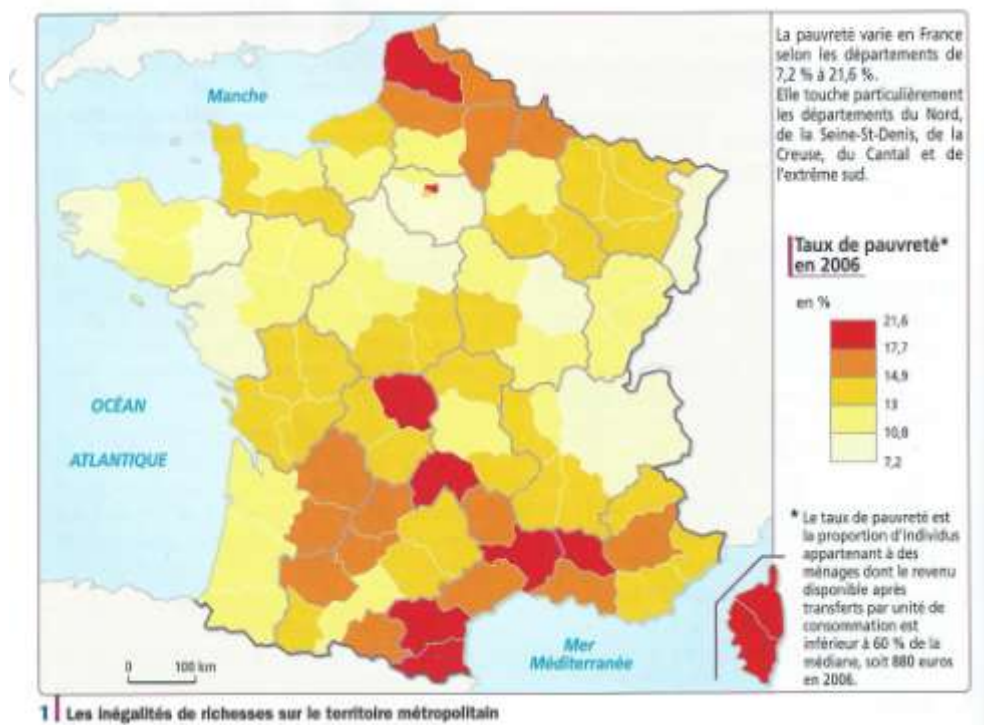 La pauvreté varie en France
selon les départements de
7,2 % à 21,6 %.
Elle touche particulièrement
les départements du Nord,
de la Seine-St-Denis, de la
Creuse, du Cantal et de
l'extrême sud.
Manche
Taux de pauvreté*
en 2006
en %
21,6
17,7
14,9
13
10,8
7,2
OCÉAN
ATLANTIQUE
* Le taux de pauvreté est
la proportion d'individus
appartenant à des
ménages dont le revenu
disponible après
transferts par unité de
consommation est
inférieur à 60 % de la
médiane, soit 880 euros
en 2006.
Mer
Méditerranée
0 100 km
1 Les inégalités de richesses sur le territoire métropolitain